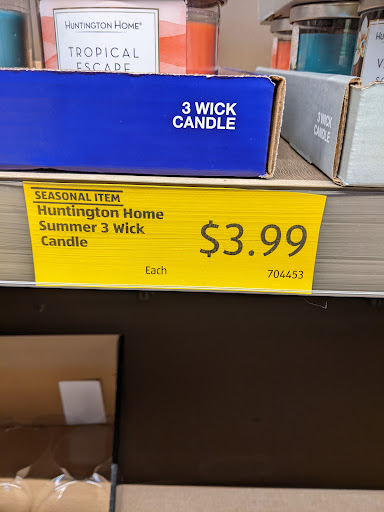 HUNTINGTON HOME®
TROPICAL
ESCAPE
3 WICK
CANDLE
3 WICK
CANDLE
SEASONAL ITEM
Huntington Home
Summer 3 Wick
Candle
$3.99
Each
704453